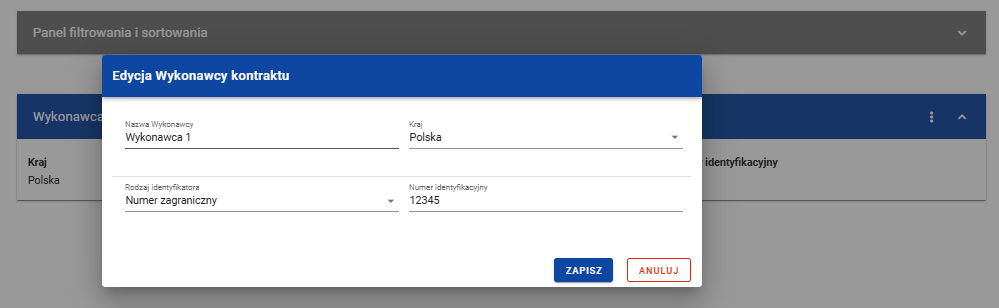 Panel filtrowania i sortowania
Edycja Wykonawcy kontraktu
Wykonawca
Nazwa Wykonawcy
Wykonawca 1
Kraj
Polska
Kraj
Polska
identyfikacyjny
Rodzaj identyfikatora
Numer zagraniczny
Numer identyfikacyjny
12345
ZAPISZ
ANULUJ